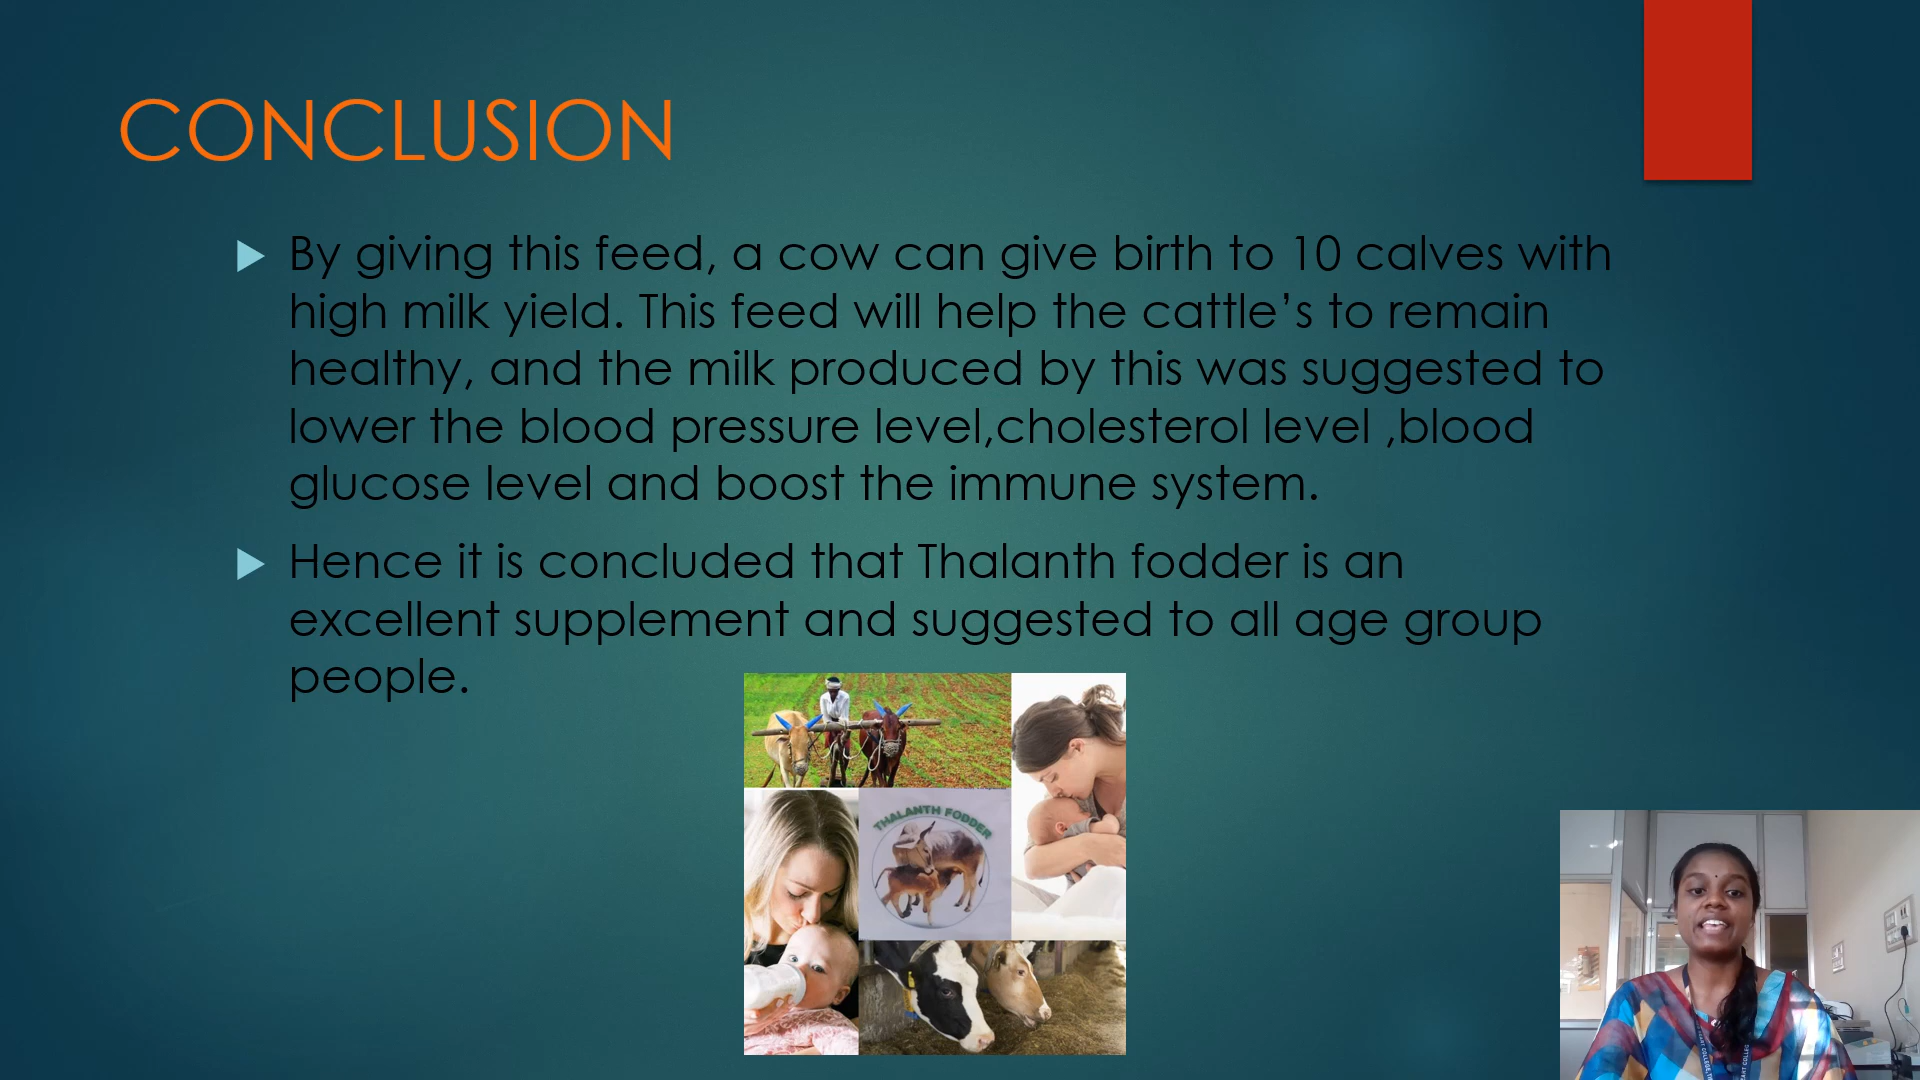 CONCLUSION
By giving this feed, a cow can give birth to 10 calves with
high milk yield. This feed will help the cattle’s to remain
healthy, and the milk produced by this was suggested to
lower the blood pressure level,cholesterol level ,blood
glucose level and boost the immune system.
Hence it is concluded that Thalanth fodder is an
excellent supplement and suggested to all age group
people.
THALANTH FODDER